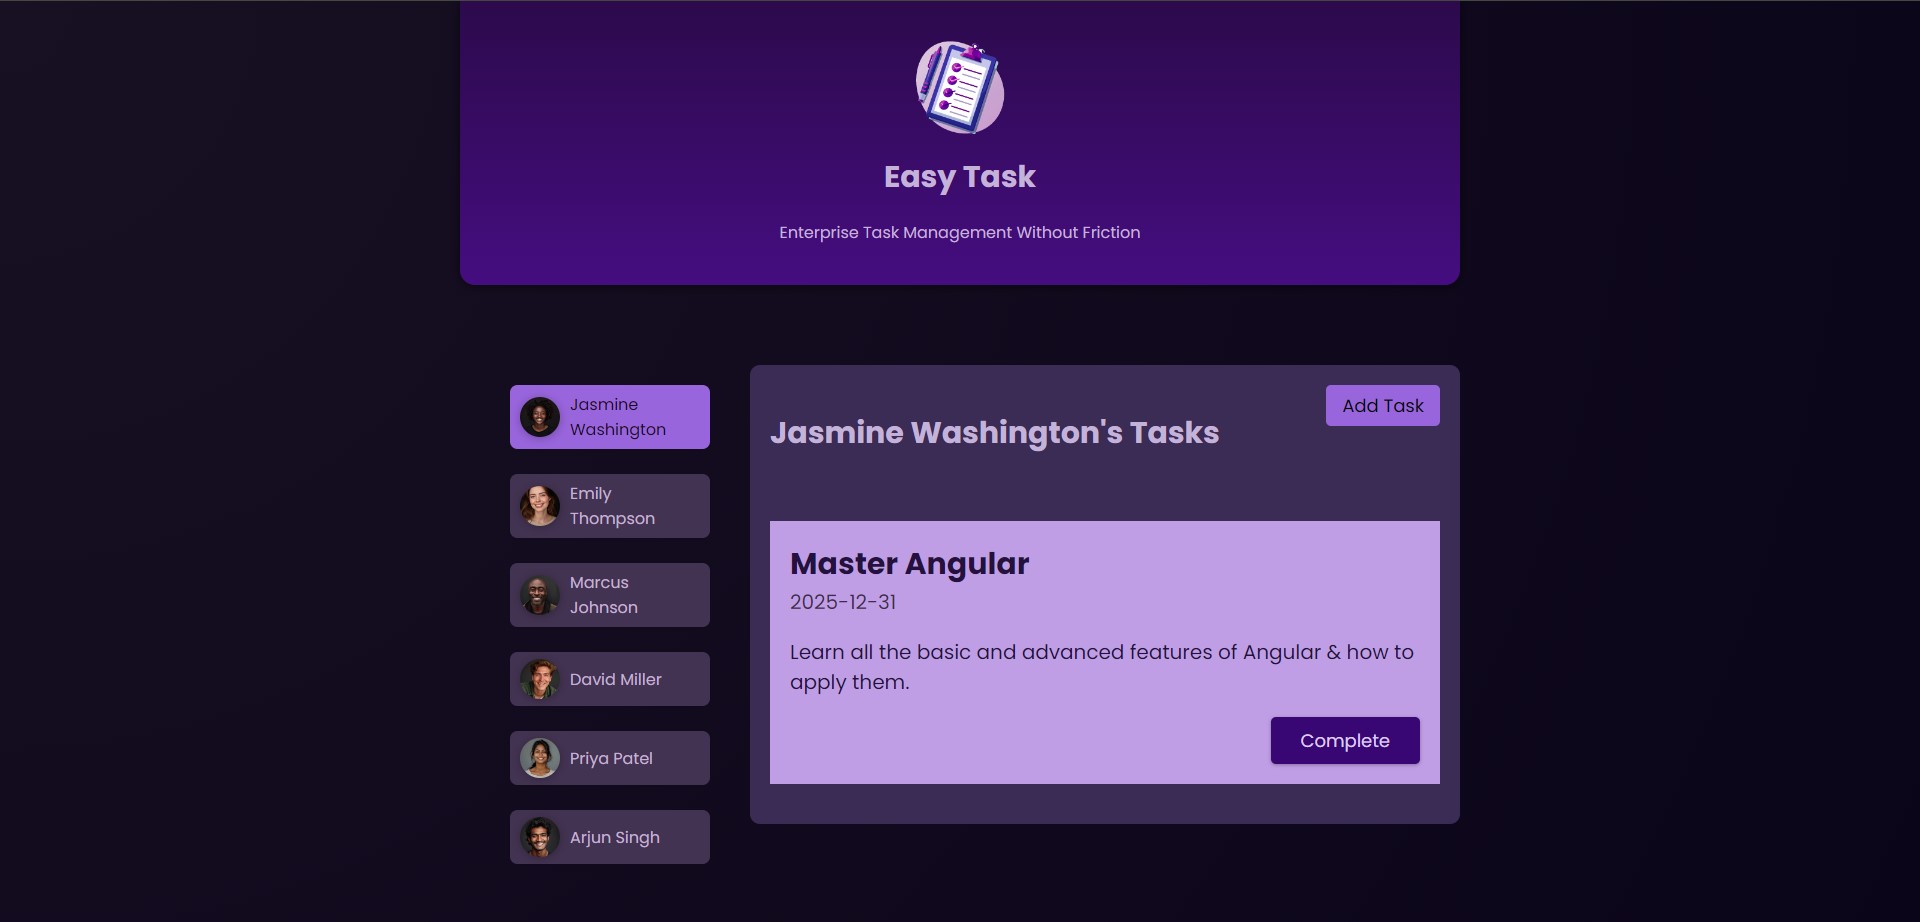 Easy Task
Enterprise Task Management Without Friction
Jasmine
Washington
Emily
Thompson
Marcus
Johnson
David Miller
Priya Patel
Arjun Singh
Jasmine Washington's Tasks
Add Task
Master Angular
2025-12-31
Learn all the basic and advanced features of Angular & how to
apply them.
Complete